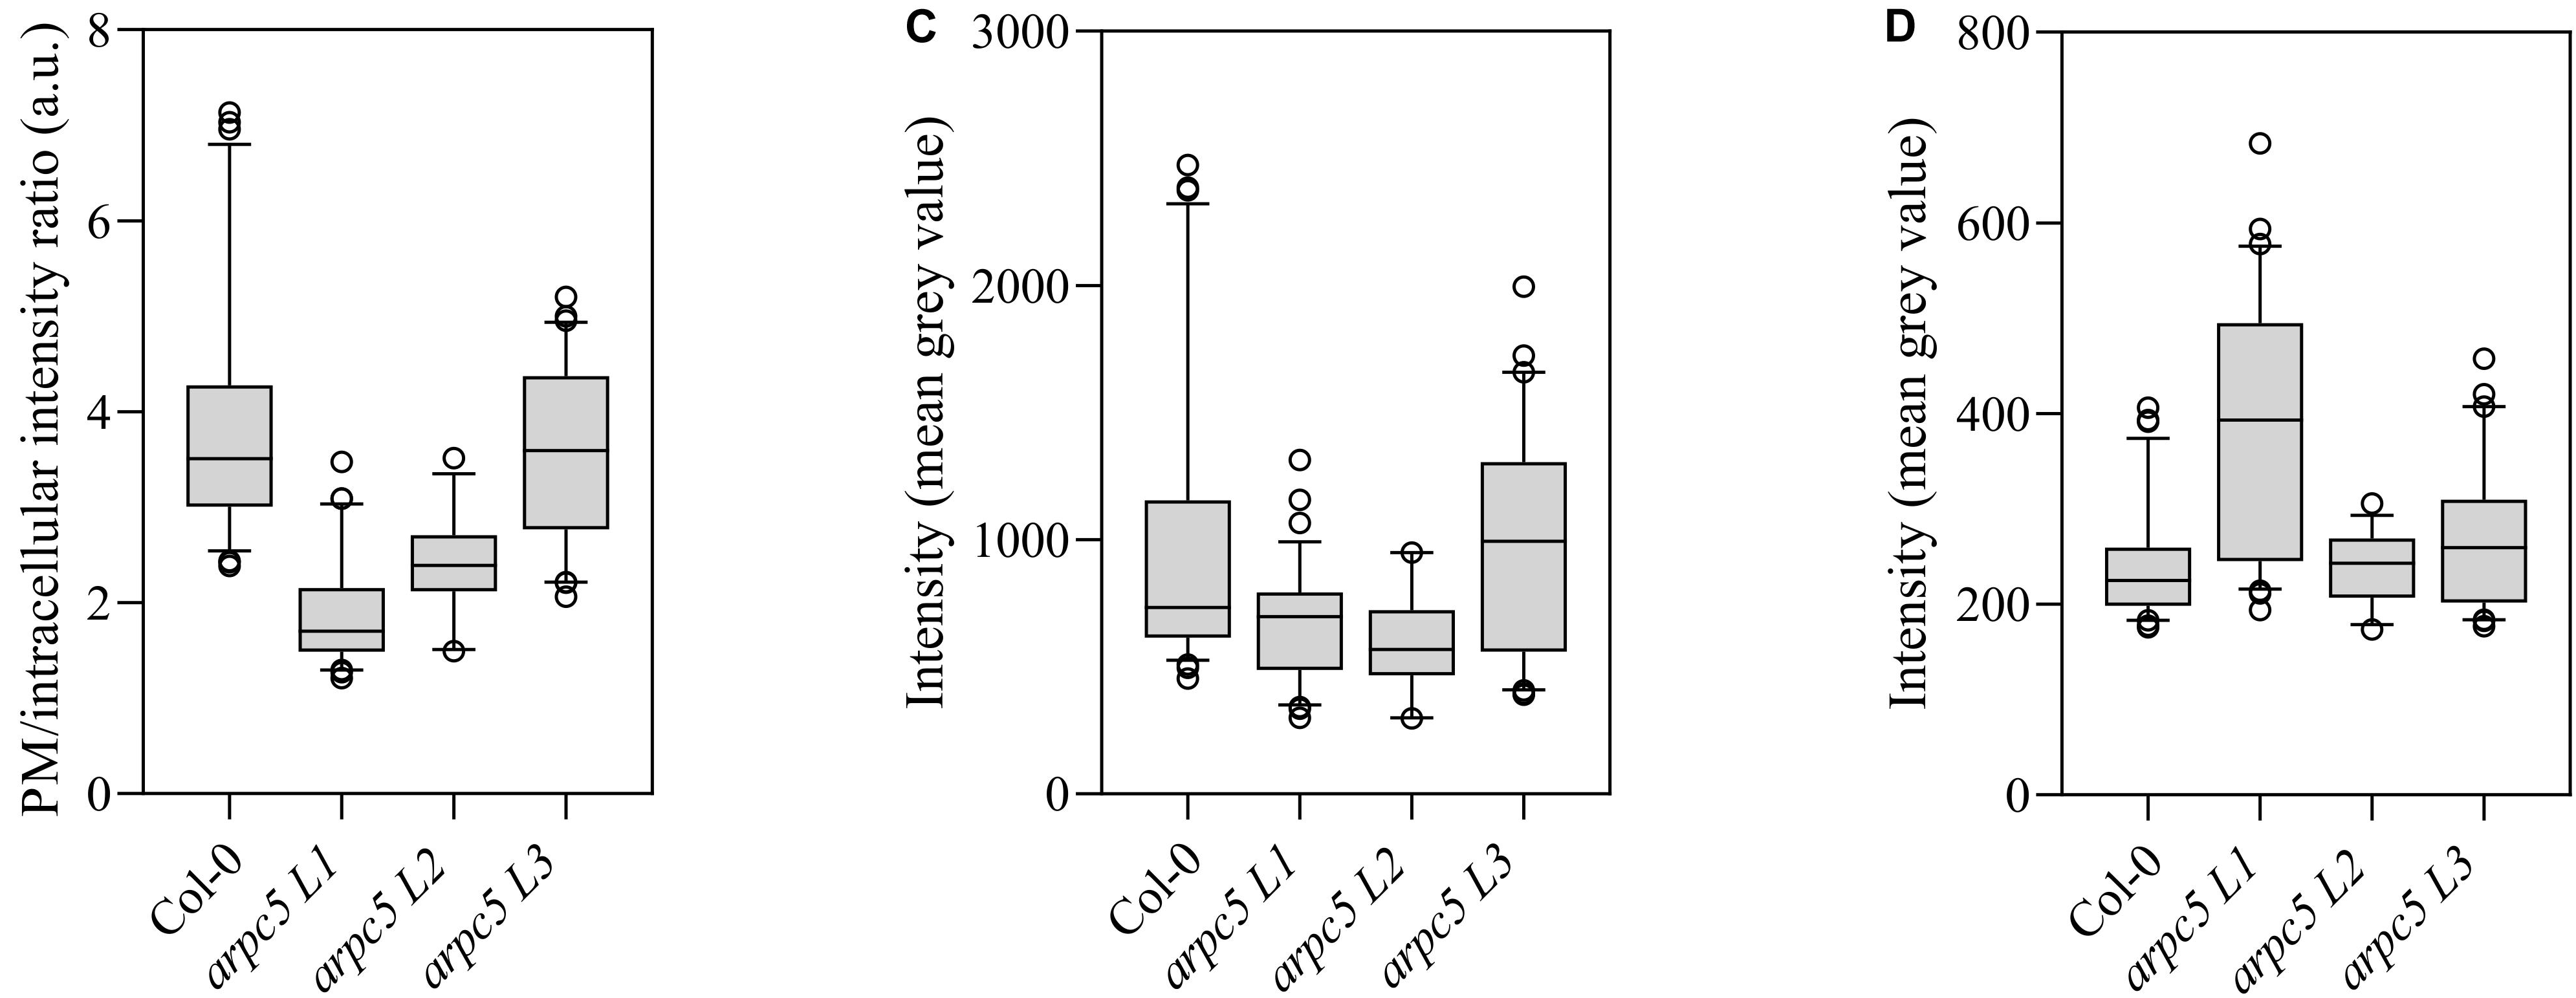 PM/intracellular intensity ratio (a.u.)
8
6
4
2
0
Col-0
arpc5 L1
arpc5 L2
arpc5 L3
C
Intensity (mean grey value)
3000
2000
1000
0
Col-0
arpc5 L1
arpc5 L2
arpc5 L3
D
Intensity (mean grey value)
800
600
400
200
0
Col-0
arpc5 L1
arpc5 L2
arpc5 L3